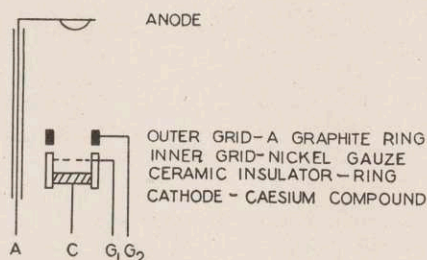 ANODE
OUTER GRID-A GRAPHITE RING
INNER GRID-NICKEL GAUZE
CERAMIC INSULATOR-RING
CATHODE - CAESIUM COMPOUND
A C G₁ G₂